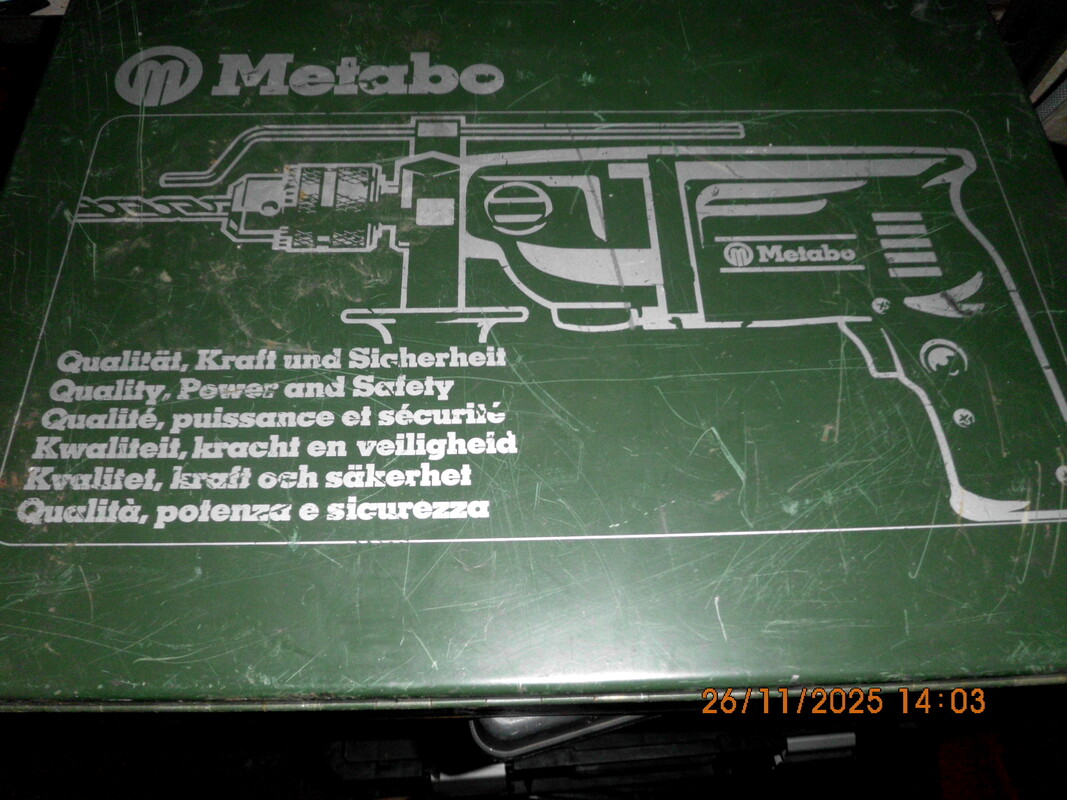 Metabo
Metabo
Qualität, Kraft und Sicherheit
Quality, Power and Safety
Qualité, puissance et sécurité
Kwaliteit, kracht en veiligheid
Kvalitet, kraft och säkerhet
Qualità, potenza e sicurezza
26/11/2025 14:03